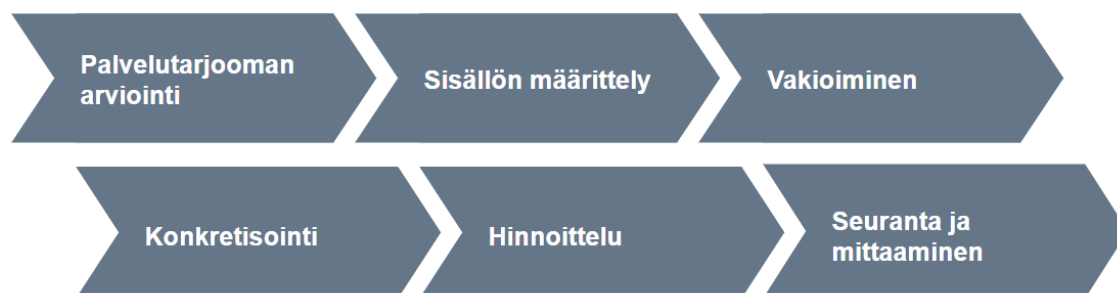 Palvelutarjooman
arviointi
Sisällön määrittely
Vakioiminen
Konkretisointi
Hinnoittelu
Seuranta ja
mittaaminen